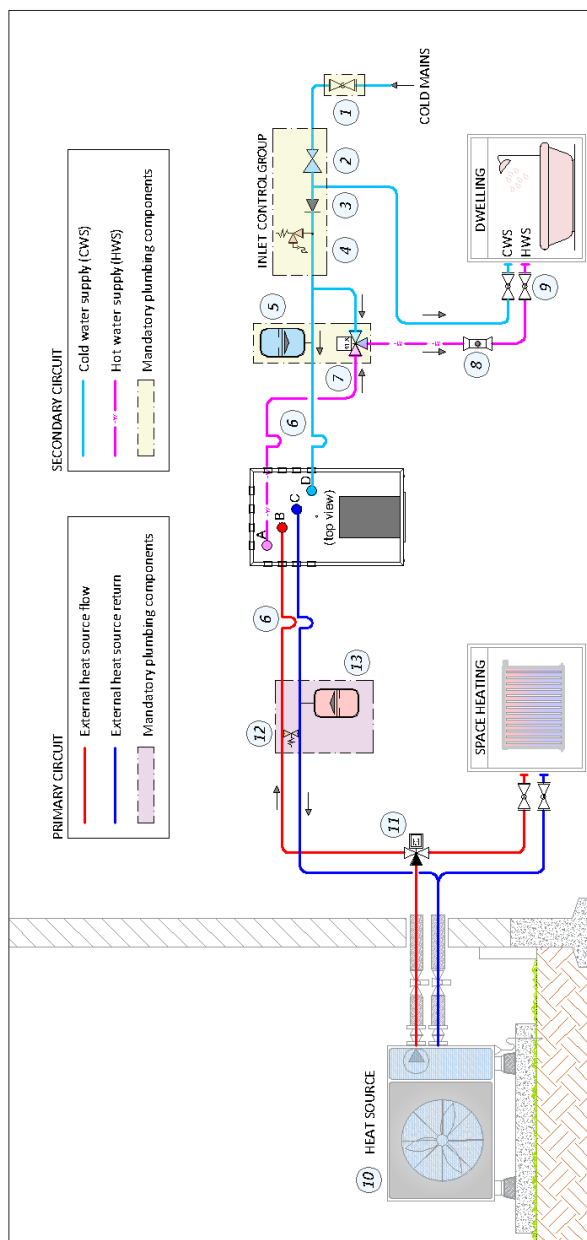 PRIMARY CIRCUIT
External heat source flow
External heat source return
Mandatory plumbing components
SECONDARY CIRCUIT
Cold water supply (CWS)
Hot water supply (HWS)
Mandatory plumbing components
INLET CONTROL GROUP
1
2
3
4
COLD MAINS
5
6
7
8
9
DWELLING
CWS
HWS
A
B
C
D
(top view)
6
12
13
11
SPACE HEATING
10
HEAT SOURCE